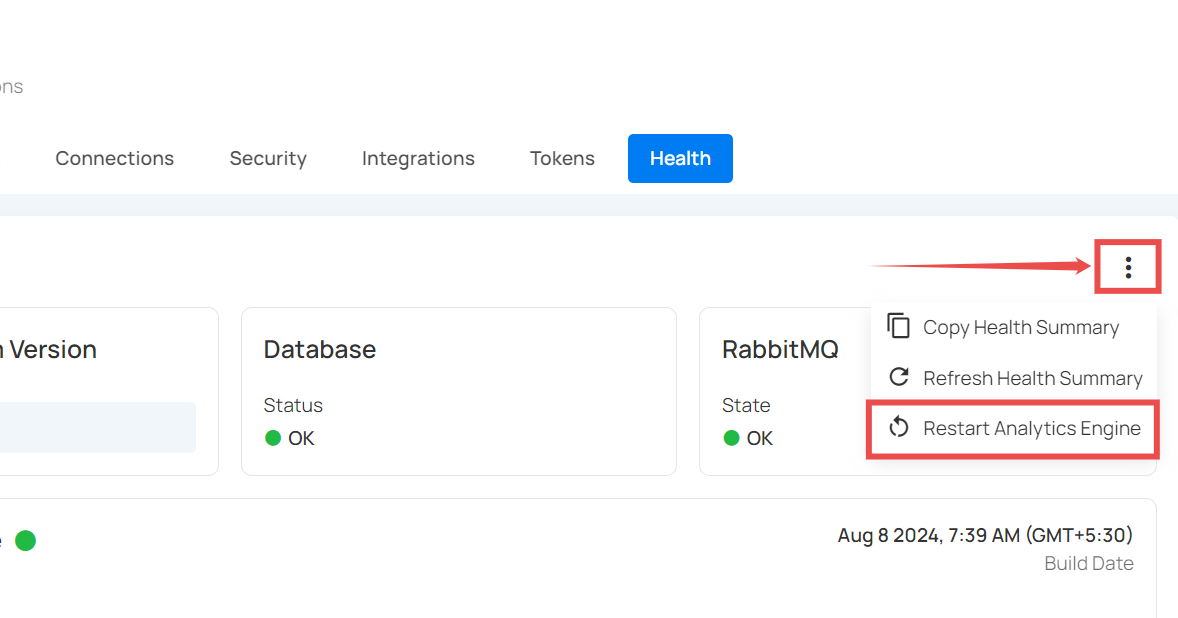 ons
Connections Security Integrations Tokens Health
Copy Health Summary
Refresh Health Summary
Restart Analytics Engine
Version
Database
Status
OK
RabbitMQ
State
OK
Aug 8 2024, 7:39 AM (GMT+5:30)
Build Date